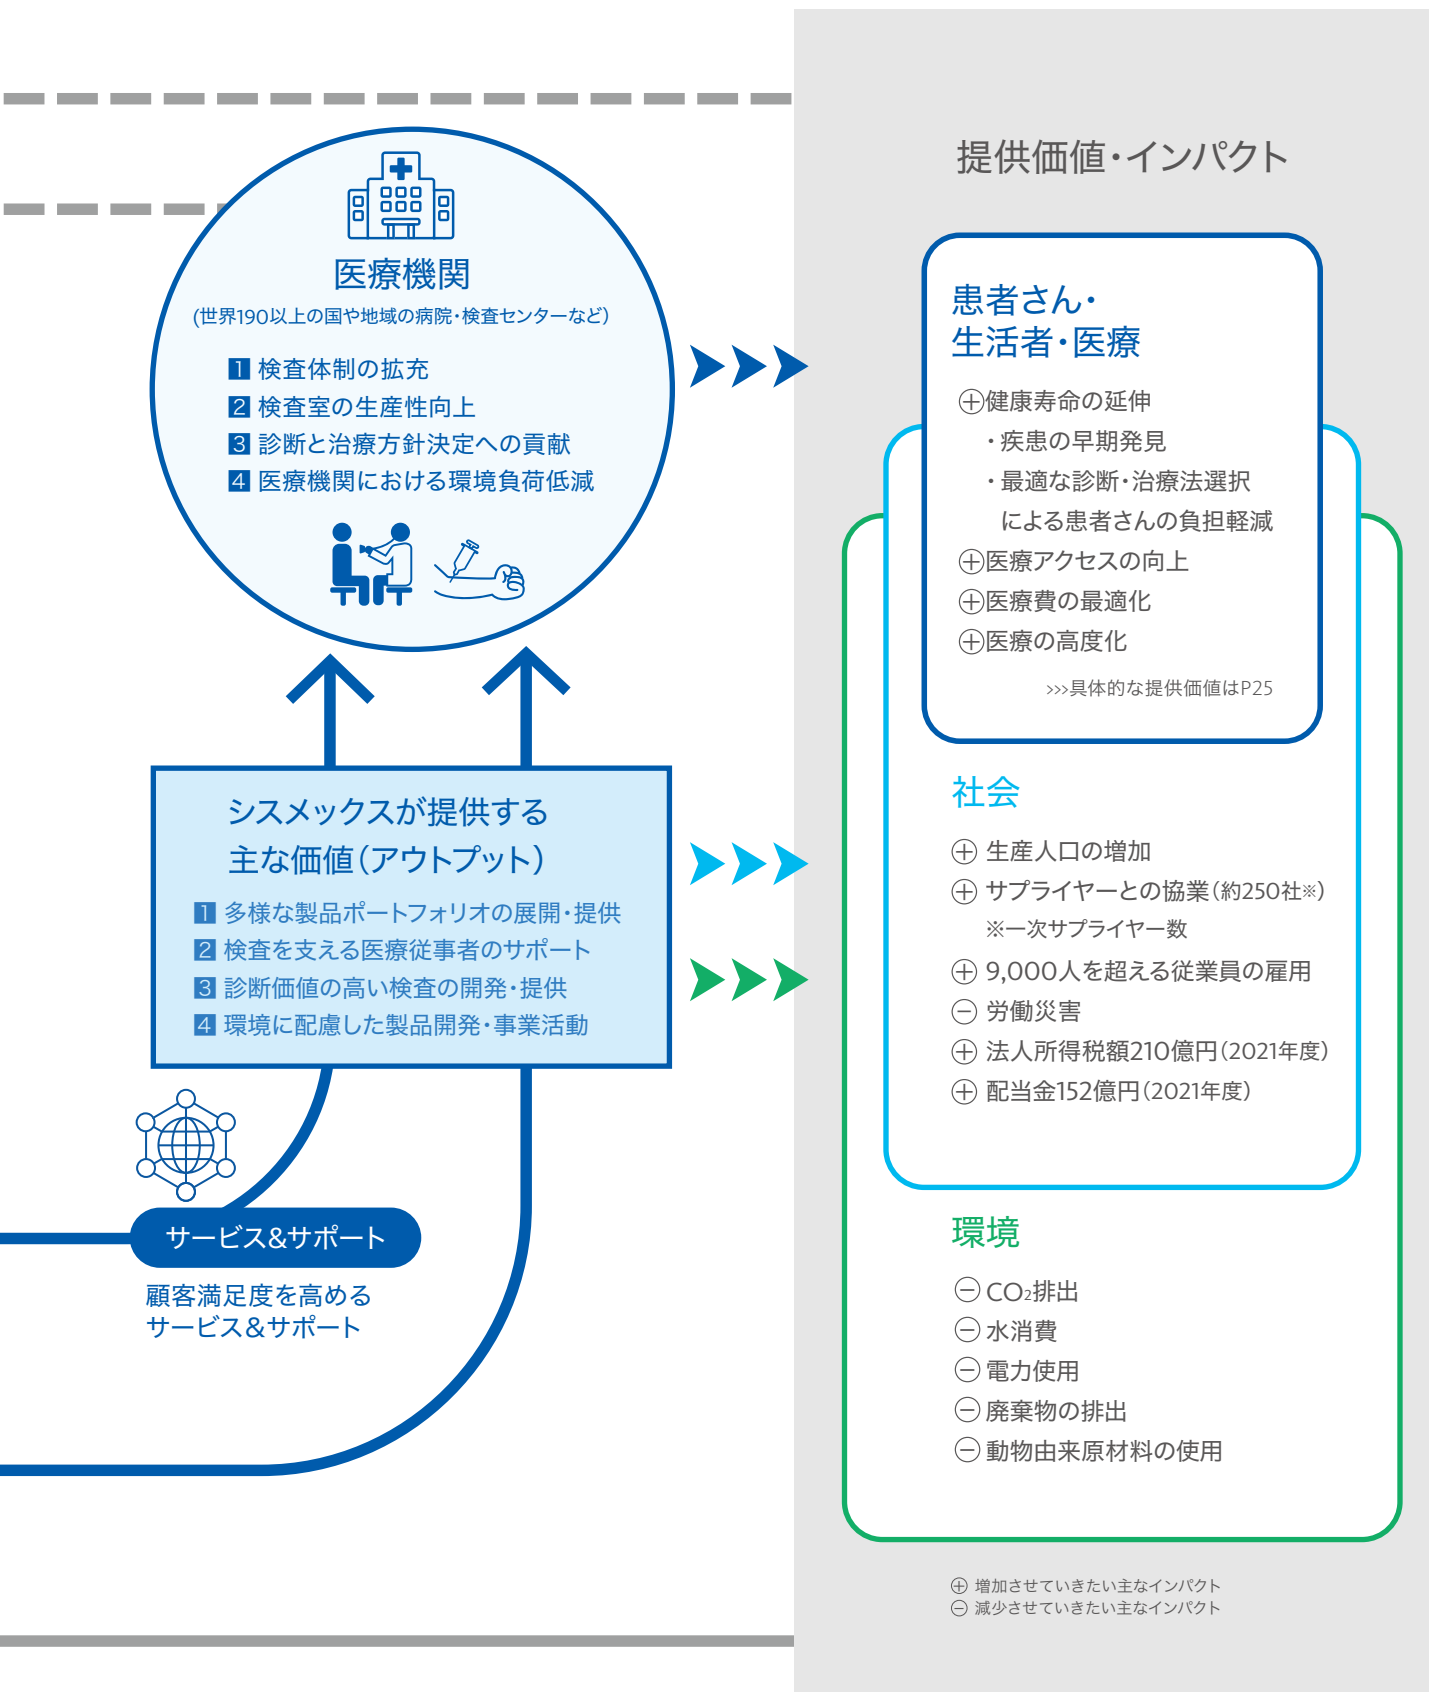 医療機関
(世界190以上の国や地域の病院・検査センターなど)
1 検査体制の拡充
2 検査室の生産性向上
3 診断と治療方針決定への貢献
4 医療機関における環境負荷低減
シスメックスが提供する
主な価値(アウトプット)
1 多様な製品ポートフォリオの展開・提供
2 検査を支える医療従事者のサポート
3 診断価値の高い検査の開発・提供
4 環境に配慮した製品開発・事業活動
サービス&サポート
顧客満足度を高める
サービス&サポート
提供価値・インパクト
患者さん・
生活者・医療
⊕健康寿命の延伸
・疾患の早期発見
・最適な診断・治療法選択
による患者さんの負担軽減
⊕医療アクセスの向上
⊕医療費の最適化
⊕医療の高度化
>>>具体的な提供価値はP25
社会
⊕ 生産人口の増加
⊕ サプライヤーとの協業(約250社※)
※一次サプライヤー数
⊕ 9,000人を超える従業員の雇用
⊖ 労働災害
⊕ 法人所得税額210億円(2021年度)
⊕ 配当金152億円(2021年度)
環境
⊖ CO₂排出
⊖ 水消費
⊖ 電力使用
⊖ 廃棄物の排出
⊖ 動物由来原材料の使用
⊕ 増加させていきたい主なインパクト
⊖ 減少させていきたい主なインパクト